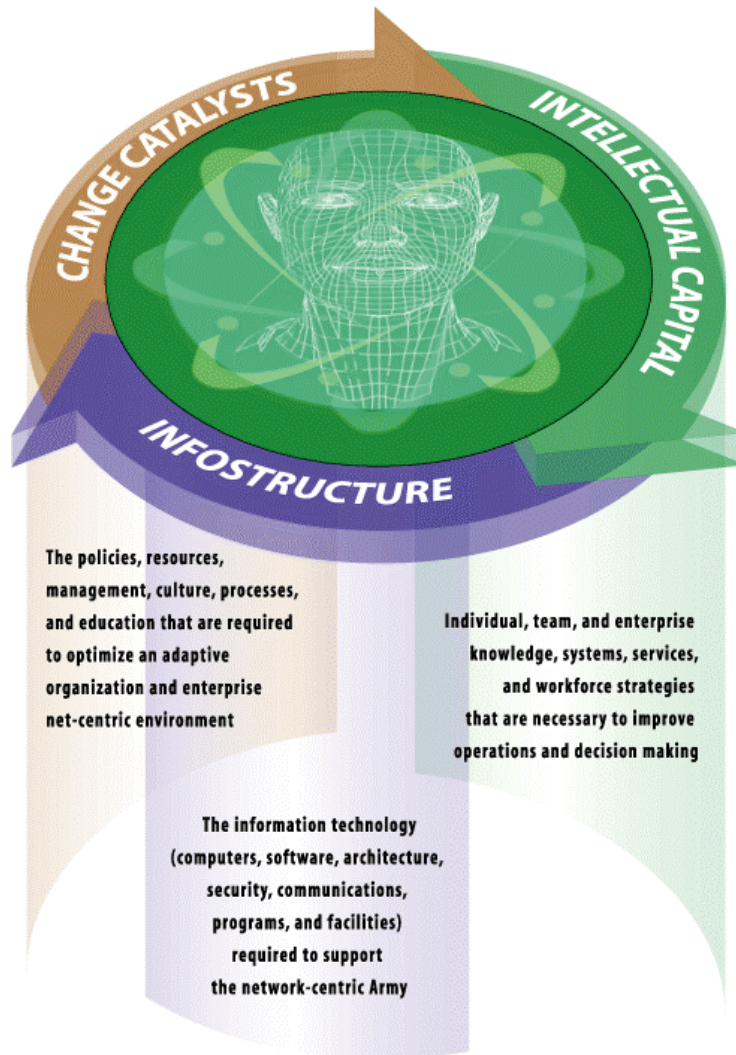 CHANGE CATALYSTS
INTELLECTUAL CAPITAL
INFOSTRUCTURE
The policies, resources,
management, culture, processes,
and education that are required
to optimize an adaptive
organization and enterprise
net-centric environment
Individual, team, and enterprise
knowledge, systems, services,
and workforce strategies
that are necessary to improve
operations and decision making
The information technology
(computers, software, architecture,
security, communications,
programs, and facilities)
required to support
the network-centric Army